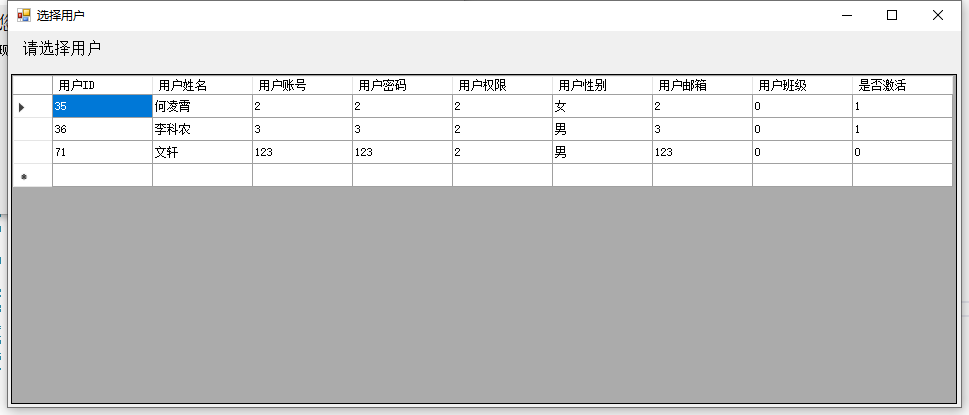 选择用户
请选择用户
用户ID 用户姓名 用户账号 用户密码 用户权限 用户性别 用户邮箱 用户班级 是否激活
35 何凌霄 2 2 2 女 2 0 1
36 李科农 3 3 2 男 3 0 1
71 文轩 123 123 2 男 123 0 0